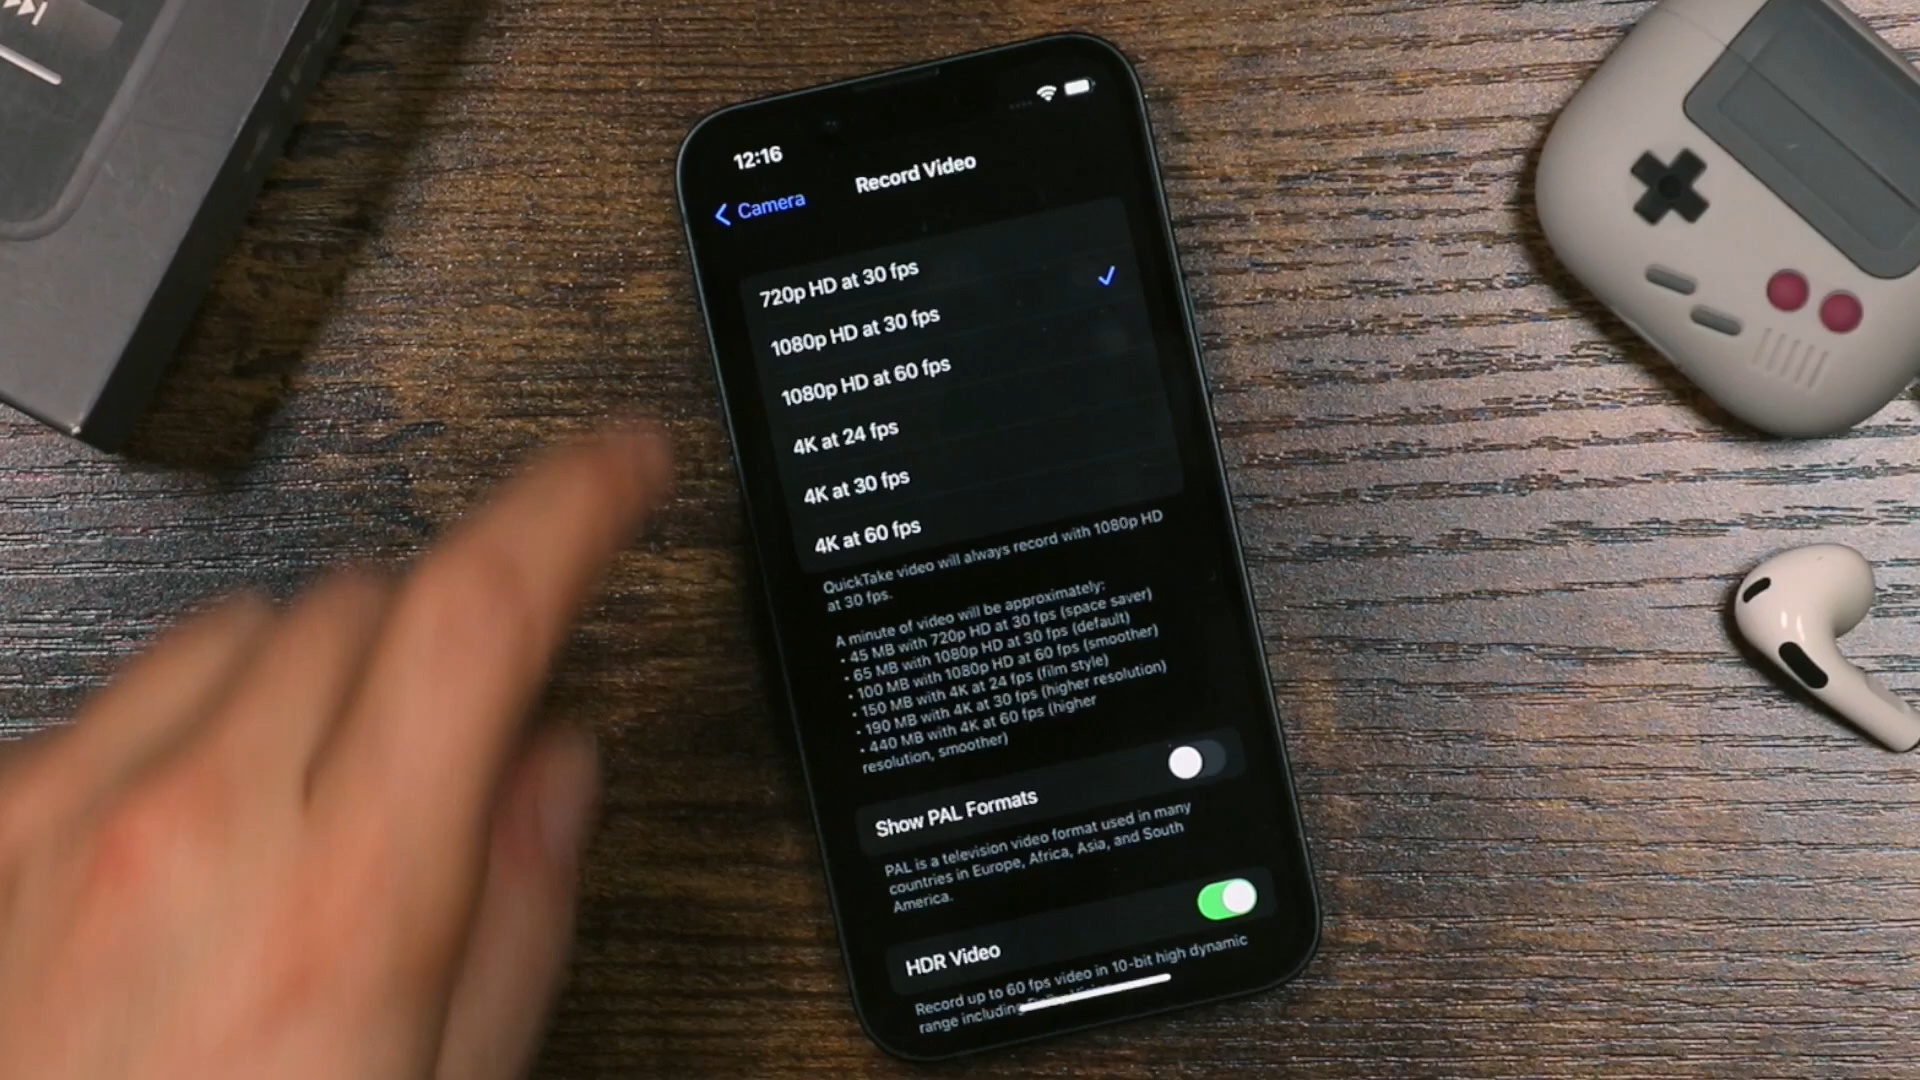 12:16
Camera
Record Video
720p HD at 30 fps
1080p HD at 30 fps
1080p HD at 60 fps
4K at 24 fps
4K at 30 fps
4K at 60 fps
QuickTake video will always record with 1080p HD
at 30 fps.
A minute of video will be approximately:
• 45 MB with 720p HD at 30 fps (space saver)
• 65 MB with 1080p HD at 30 fps (default)
• 100 MB with 1080p HD at 60 fps (smoother)
• 150 MB with 4K at 24 fps (film style)
• 190 MB with 4K at 30 fps (higher resolution)
• 440 MB with 4K at 60 fps (higher
resolution, smoother)
Show PAL Formats
PAL is a television video format used in many
countries in Europe, Africa, Asia, and South
America.
HDR Video
Record up to 60 fps video in 10-bit high dynamic
range including